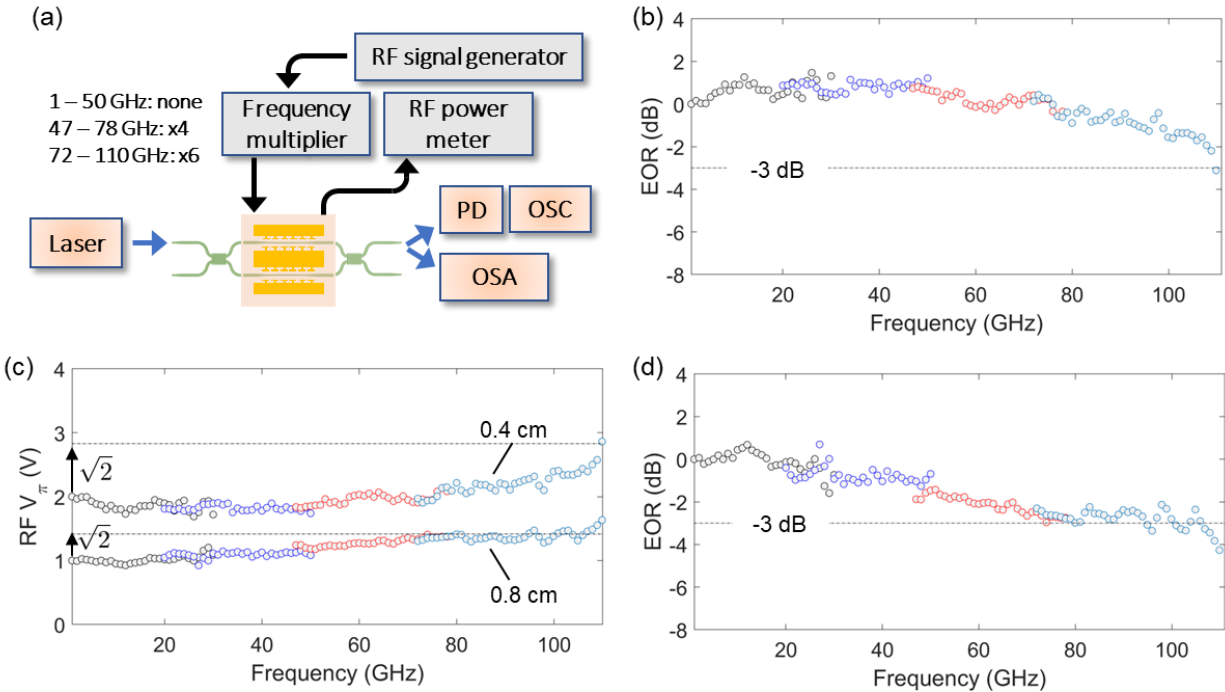 (a)
RF signal generator
1 – 50 GHz: none
47 – 78 GHz: x4
72 – 110 GHz: x6
Frequency
multiplier
RF power
meter
Laser
PD
OSC
OSA
(b)
4
2
0
-2
-4
-6
-8
EOR (dB)
-3 dB
20
40
60
80
100
Frequency (GHz)
(c)
4
3
2
1
0
RF Vπ (V)
√2
√2
0.4 cm
0.8 cm
20
40
60
80
100
Frequency (GHz)
(d)
4
2
0
-2
-4
-6
-8
EOR (dB)
-3 dB
20
40
60
80
100
Frequency (GHz)